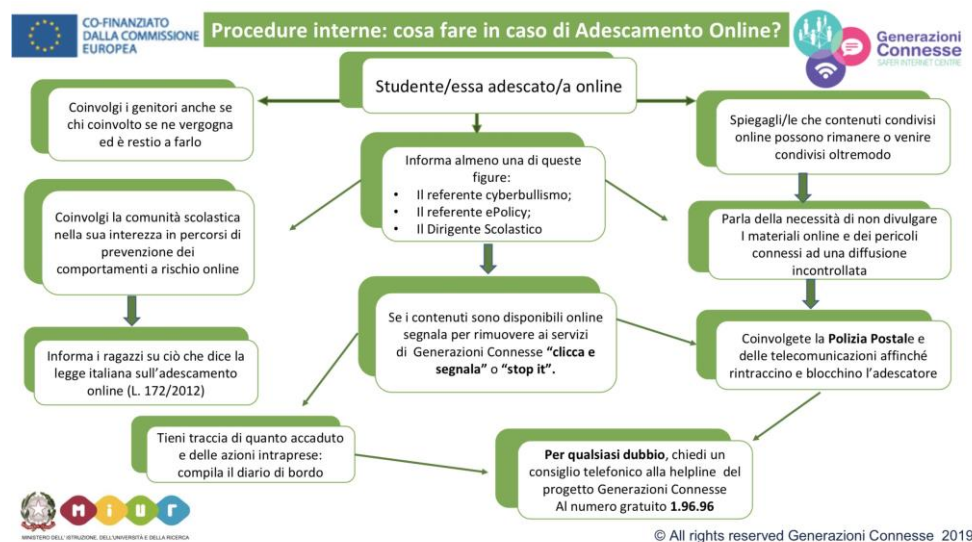 CO-FINANZIATO
DALLA COMMISSIONE
EUROPEA
Procedure interne: cosa fare in caso di Adescamento Online?
Generazioni
Connesse
SAFER INTERNET CENTRE
Studente/essa adescato/a online
Coinvolgi i genitori anche se
chi coinvolto se ne vergogna
ed è restio a farlo
Spiegagli/le che contenuti condivisi
online possono rimanere o venire
condivisi oltremodo
Informa almeno una di queste
figure:
• Il referente cyberbullismo;
• Il referente ePolicy;
• Il Dirigente Scolastico
Coinvolgi la comunità scolastica
nella sua interezza in percorsi di
prevenzione dei
comportamenti a rischio online
Parla della necessità di non divulgare
I materiali online e dei pericoli
connessi ad una diffusione
incontrollata
Se i contenuti sono disponibili online
segnala per rimuovere ai servizi
di Generazioni Connesse “clicca e
segnala” o “stop it”.
Informa i ragazzi su ciò che dice la
legge italiana sull’adescamento
online (L. 172/2012)
Coinvolgete la Polizia Postale e
delle telecomunicazioni affinché
rintraccino e blocchino l’adescatore
Tieni traccia di quanto accaduto
e delle azioni intraprese:
compila il diario di bordo
Per qualsiasi dubbio, chiedi un
consiglio telefonico alla helpline del
progetto Generazioni Connesse
Al numero gratuito 1.96.96
MIUR
MINISTERO DELL’ISTRUZIONE, DELL’UNIVERSITÀ E DELLA RICERCA
© All rights reserved Generazioni Connesse 2019